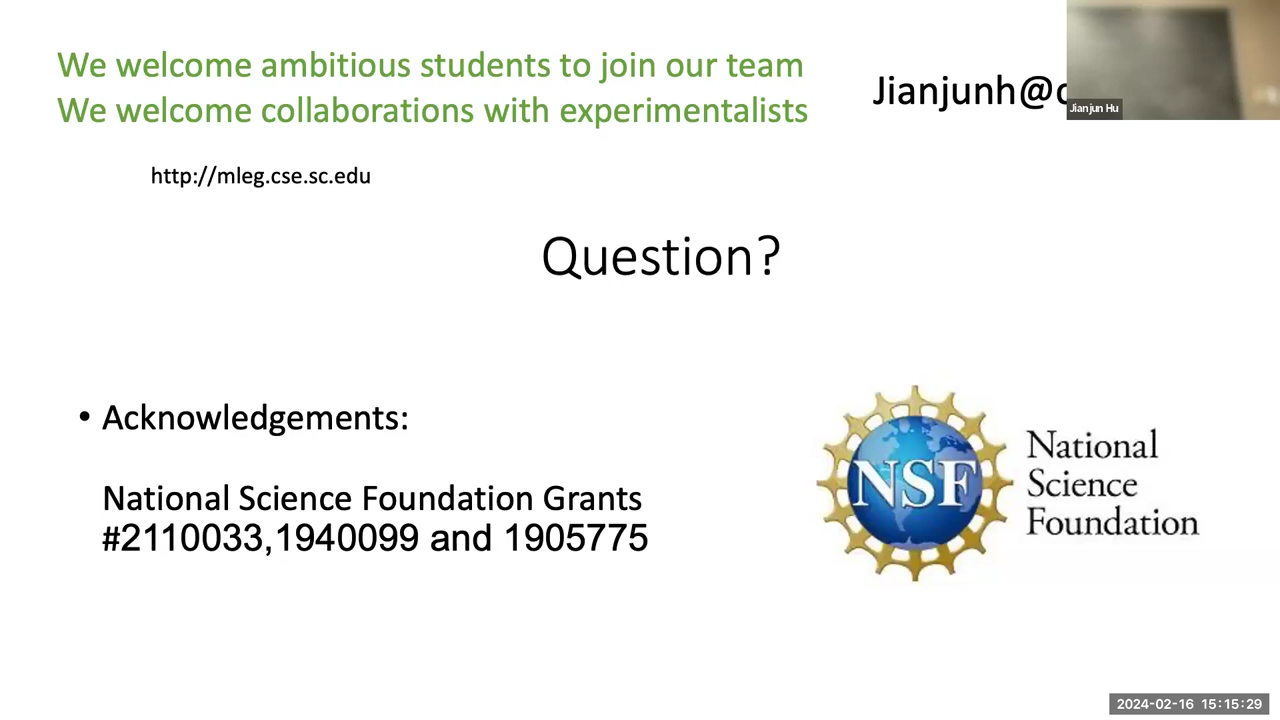 We welcome ambitious students to join our team
We welcome collaborations with experimentalists
Jianjunh@c
Jianjun Hu
http://mleg.cse.sc.edu
Question?
• Acknowledgements:
National Science Foundation Grants
#2110033,1940099 and 1905775
NSF
National
Science
Foundation
2024-02-16 15:15:29